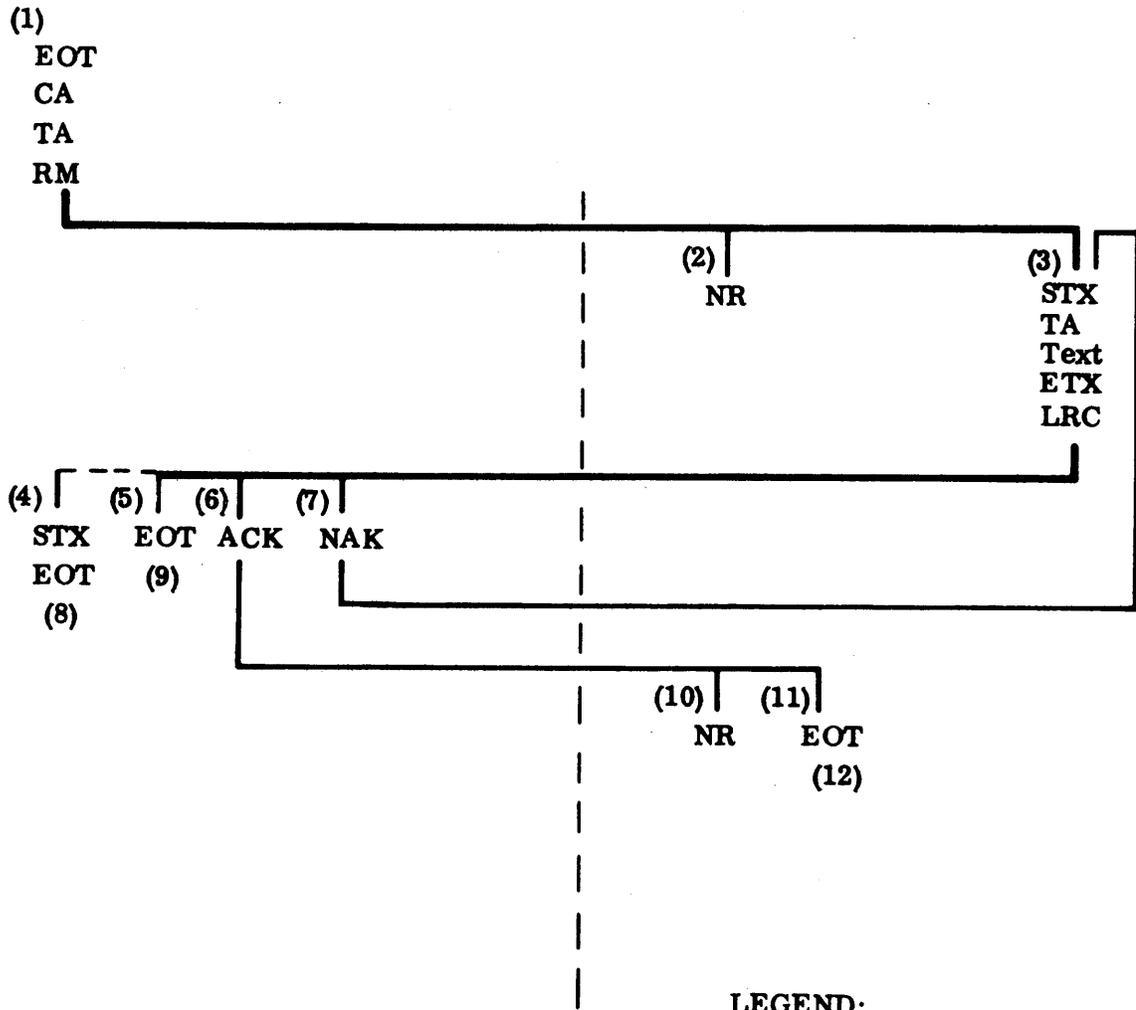 (1)
EOT
CA
TA
RM
(2)
NR
(3)
STX
TA
Text
ETX
LRC
(4)
STX
EOT
(8)
(5)
EOT
(9)
(6)
ACK
(7)
NAK
(10)
NR
(11)
EOT
(12)
LEGEND: